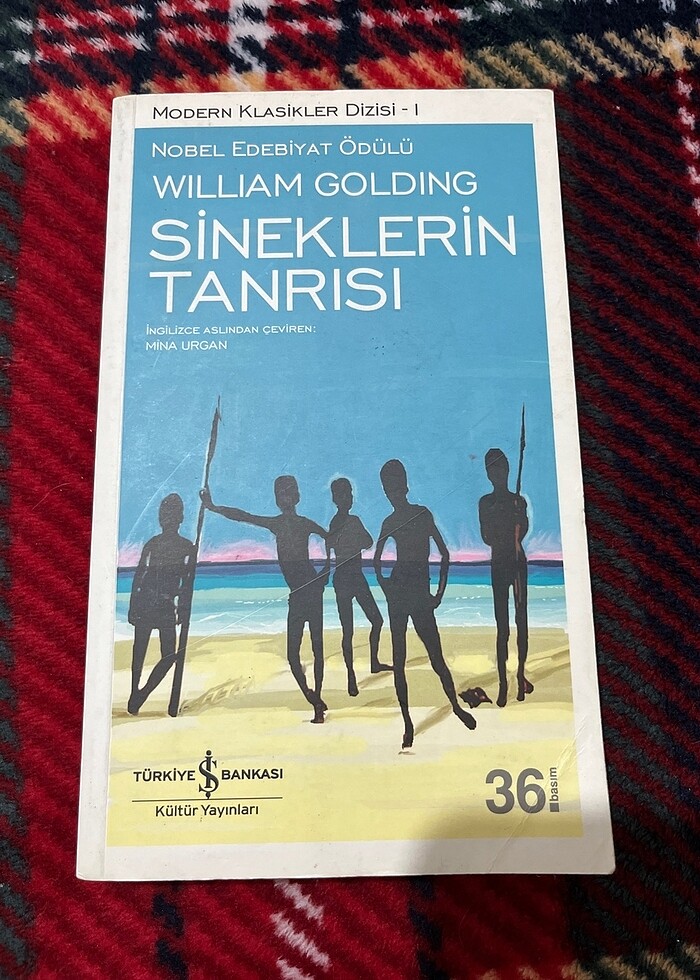 MODERN KLASİKLER DİZİSİ - I
NOBEL EDEBİYAT ÖDÜLÜ
WILLIAM GOLDING
SİNEKLERİN
TANRISI
İNGİLİZCE ASLINDAN ÇEVİREN:
MİNA URGAN
TÜRKİYE İŞ BANKASI
Kültür Yayınları
36. basım